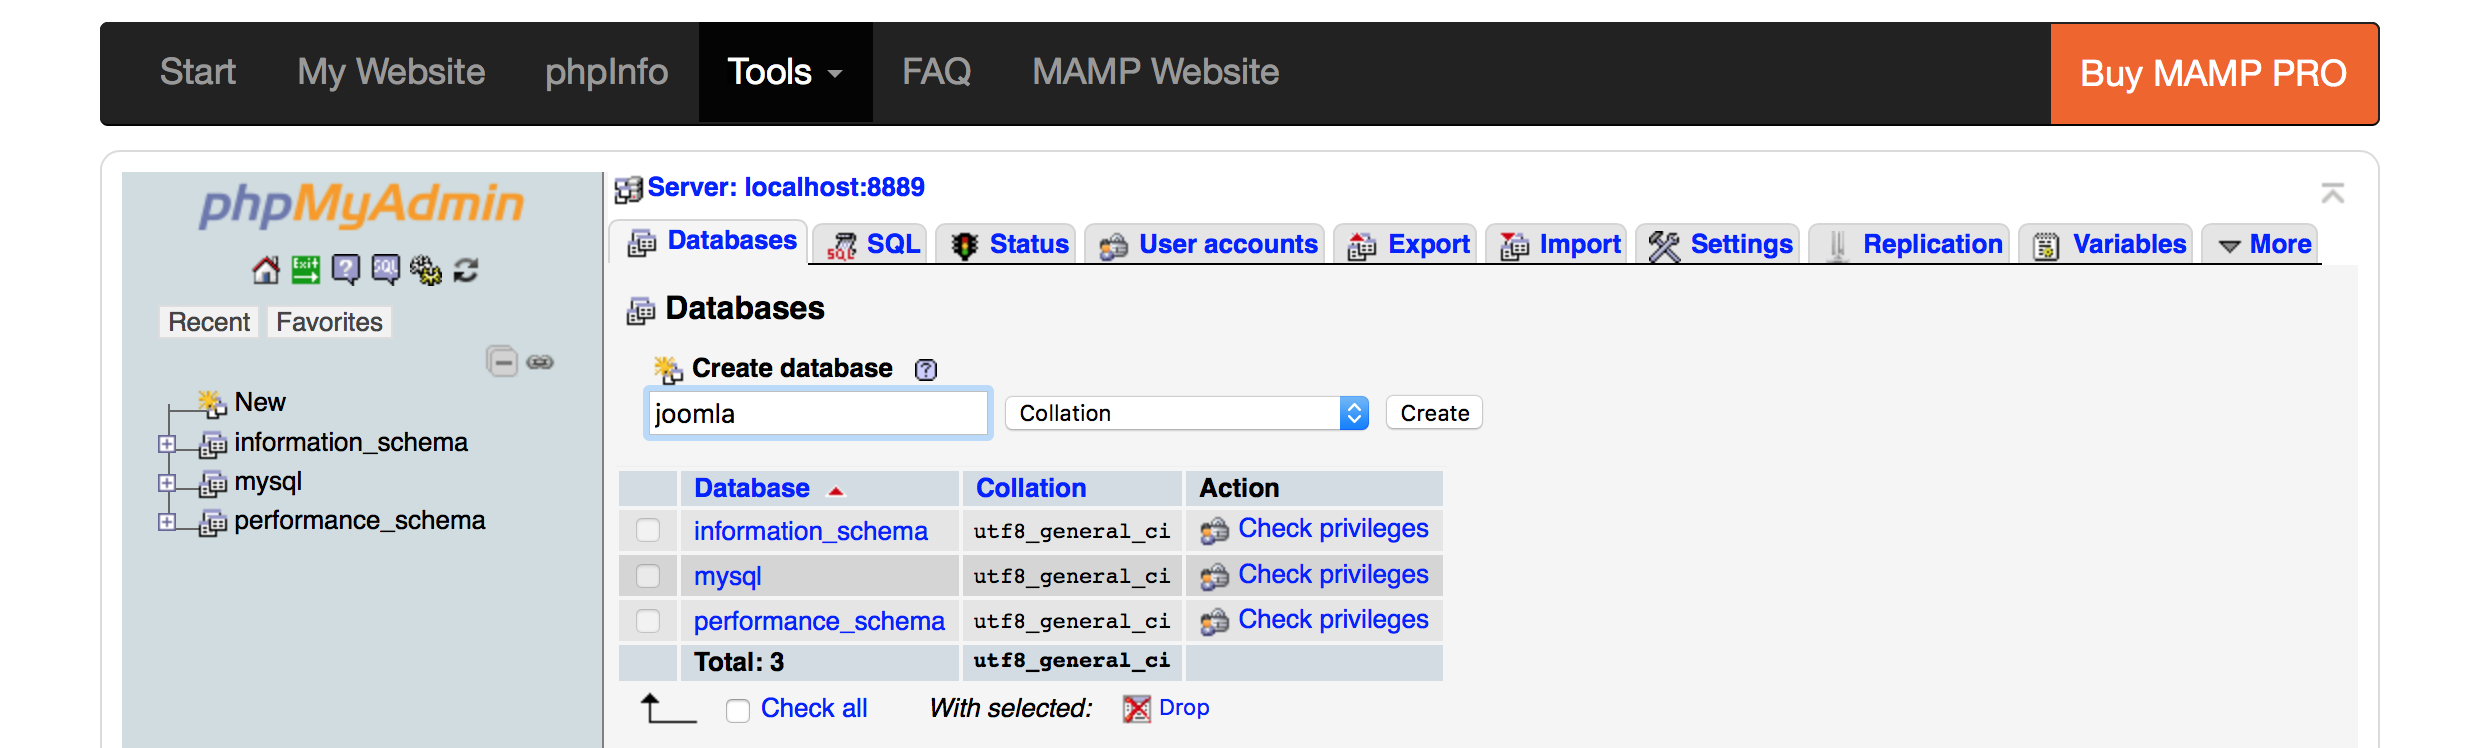 Start My Website phpInfo Tools FAQ MAMP Website Buy MAMP PRO
phpMyAdmin
Exit ? SQL
Recent Favorites
New
information_schema
mysql
performance_schema
Server: localhost:8889
Databases SQL Status User accounts Export Import Settings Replication Variables More
Databases
Create database ?
joomla Collation Create
Database Collation Action
information_schema utf8_general_ci Check privileges
mysql utf8_general_ci Check privileges
performance_schema utf8_general_ci Check privileges
Total: 3 utf8_general_ci
Check all With selected: Drop